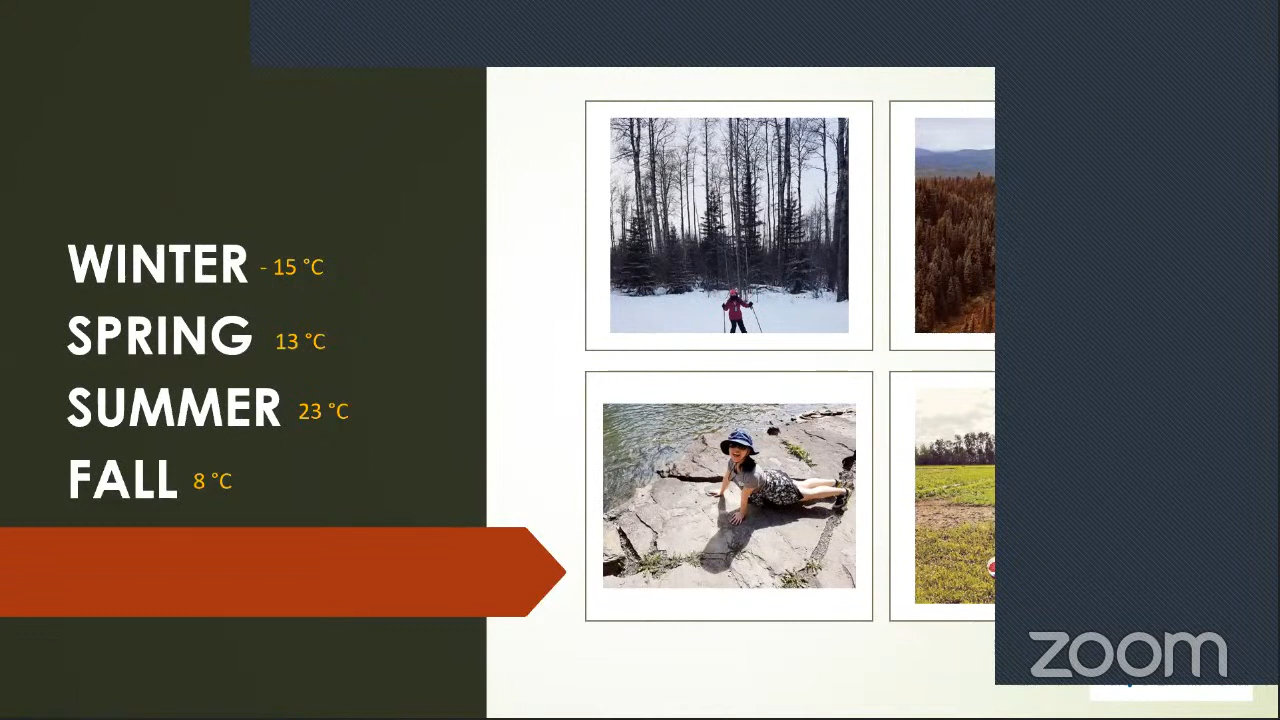 WINTER - 15 °C
SPRING 13 °C
SUMMER 23 °C
FALL 8 °C
zoom